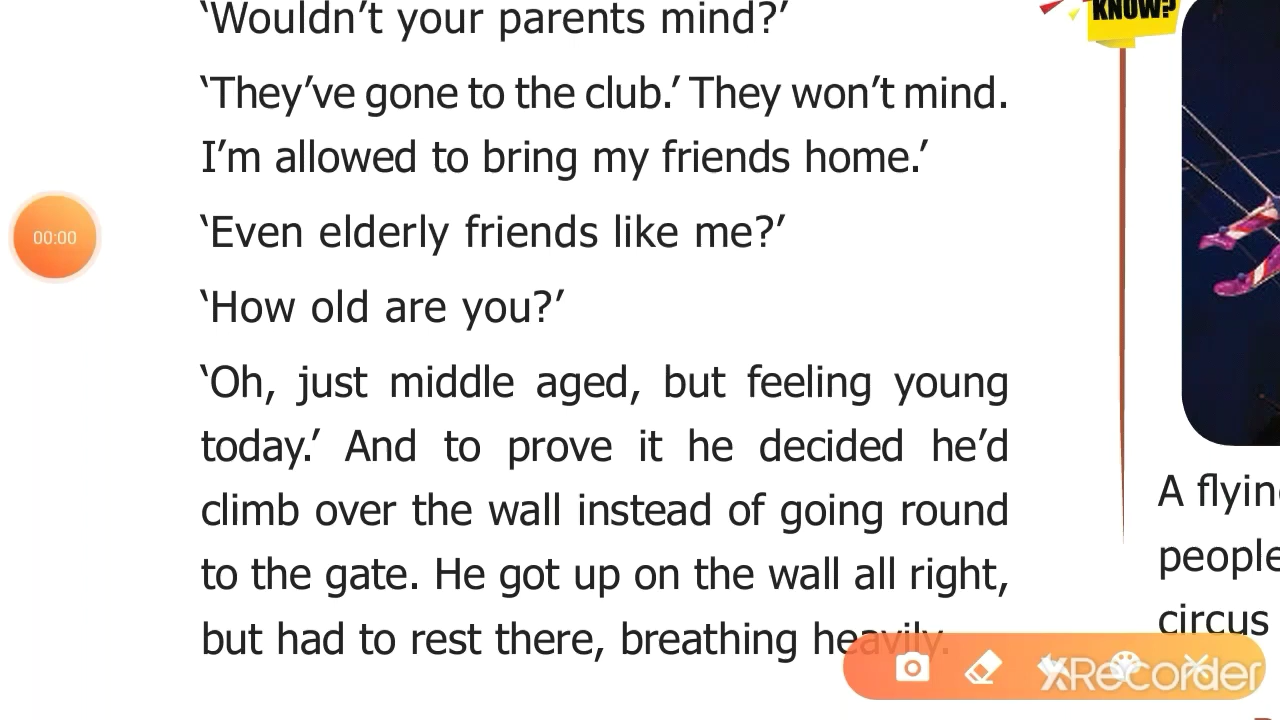 ‘Wouldn’t your parents mind?’
‘They’ve gone to the club.’ They won’t mind.
I’m allowed to bring my friends home.’
‘Even elderly friends like me?’
‘How old are you?’
‘Oh, just middle aged, but feeling young
today.’ And to prove it he decided he’d
climb over the wall instead of going round
to the gate. He got up on the wall all right,
but had to rest there, breathing heavily.
KNOW?
A flyin
people
circus
00:00
XRecorder